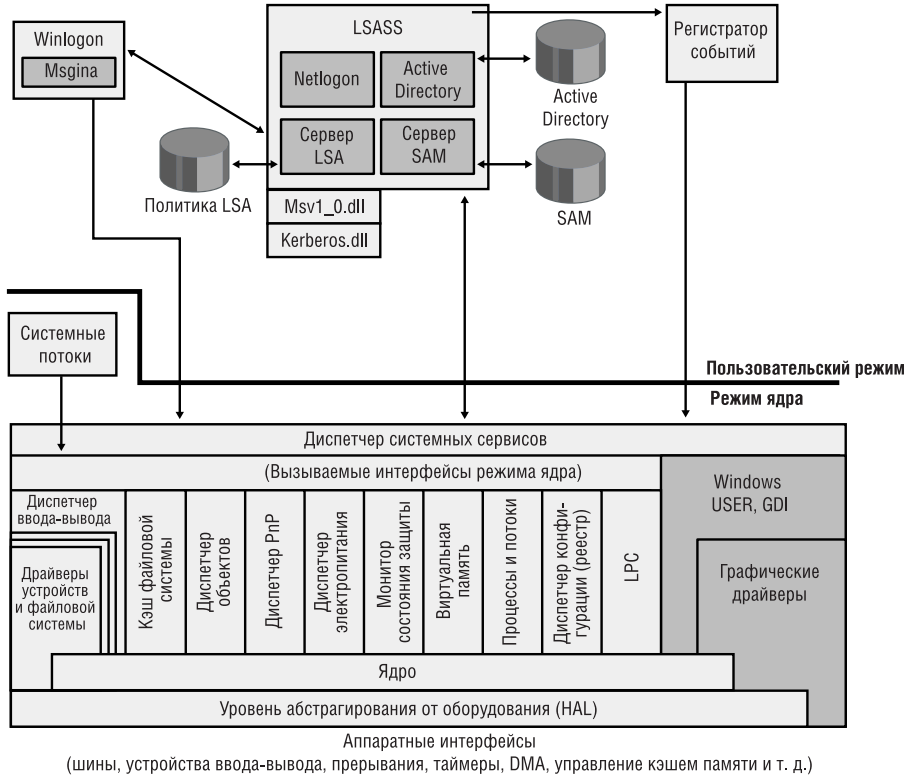 Winlogon
Msgina
LSASS
Netlogon
Active
Directory
Сервер
LSA
Сервер
SAM
Msv1_0.dll
Kerberos.dll
Политика LSA
Active
Directory
SAM
Регистратор
событий
Системные
потоки
Пользовательский режим
Режим ядра
Диспетчер системных сервисов
(Вызываемые интерфейсы режима ядра)
Диспетчер
ввода-вывода
Драйверы
устройств
и файловой
системы
Кэш файловой
системы
Диспетчер
объектов
Диспетчер PnP
Диспетчер
электропитания
Монитор
состояния защиты
Виртуальная
память
Процессы и потоки
Диспетчер конфи-
гурации (реестр)
LPC
Windows
USER, GDI
Графические
драйверы
Ядро
Уровень абстрагирования от оборудования (HAL)
Аппаратные интерфейсы
(шины, устройства ввода-вывода, прерывания, таймеры, DMA, управление кэшем памяти и т. д.)